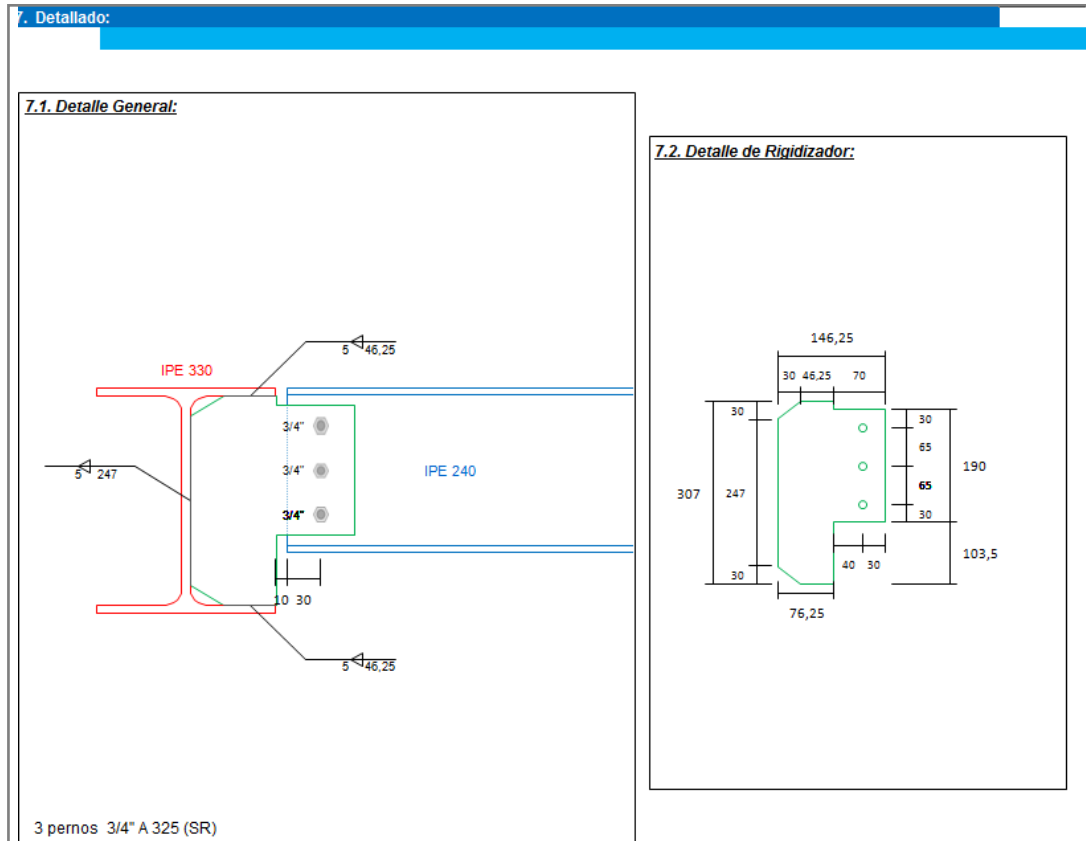 7. Detallado:
7.1. Detalle General:
7.2. Detalle de Rigidizador:
5 46,25
IPE 330
3/4"
3/4"
IPE 240
5 247
3/4"
10 30
5 46,25
3 pernos 3/4" A 325 (SR)
146,25
30 46,25 70
30
30
65
190
307
247
65
30
103,5
40 30
30
76,25